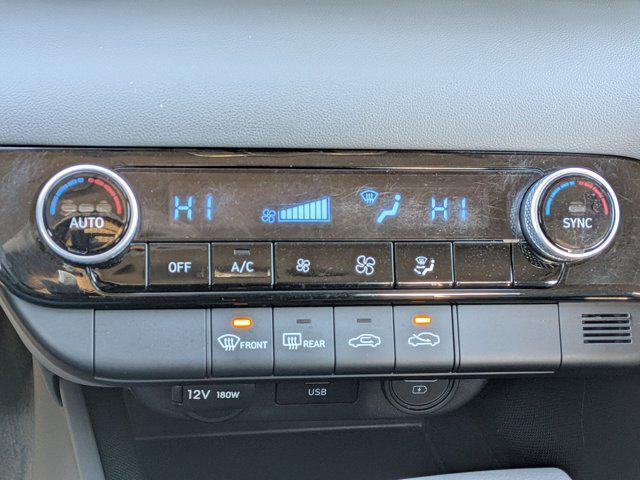 AUTO HI HI SYNC
OFF A/C
FRONT REAR
12V 180W USB